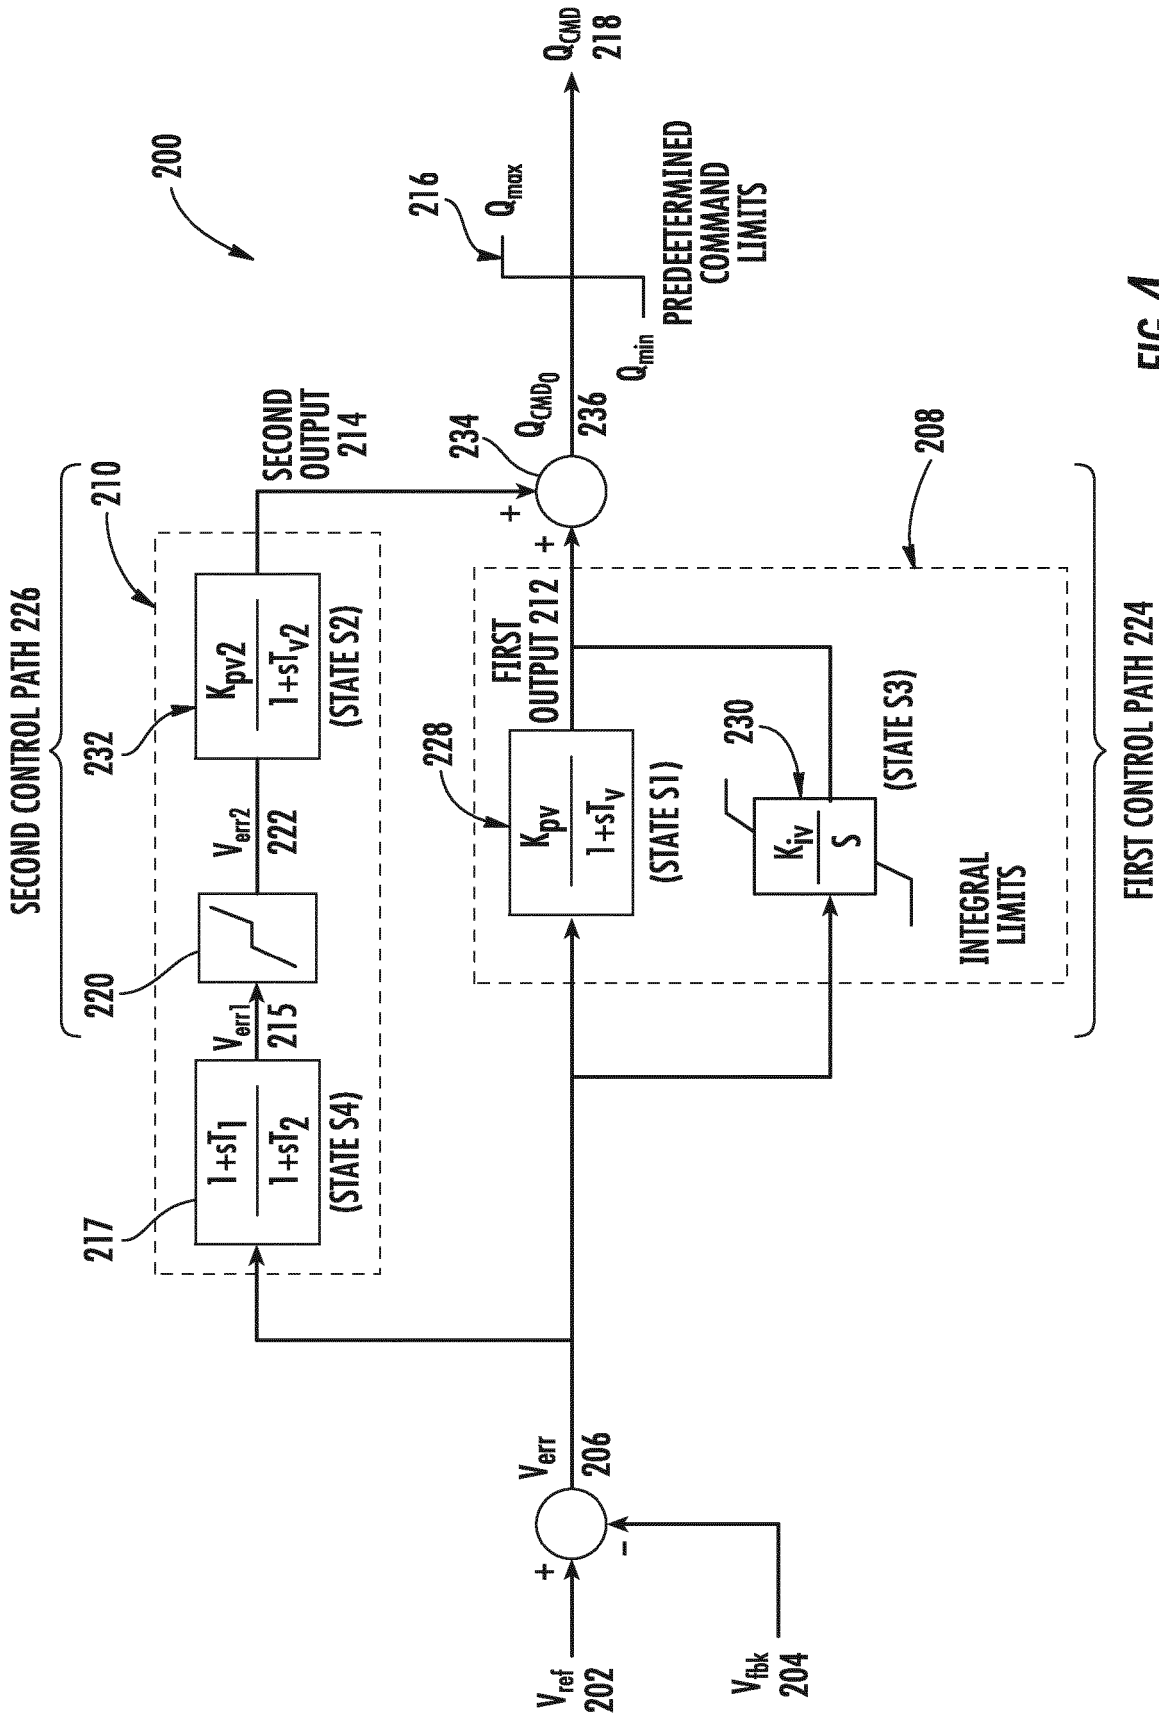 SECOND CONTROL PATH 226
210
217
1+sT1
1+sT2
(STATE S4)
Verr1
215
220
Verr2
222
232
Kpv2
1+sTv2
(STATE S2)
SECOND
OUTPUT
214
200
Vref
202
+
Vfbk
204
-
Verr
206
228
Kpv
1+sTv
(STATE S1)
FIRST
OUTPUT 212
+
+
234
QCMD0
236
216
Qmax
Qmin
PREDEETERMINED
COMMAND
LIMITS
QCMD
218
230
Kiv
S
(STATE S3)
INTEGRAL
LIMITS
208
FIRST CONTROL PATH 224
FIG. 4